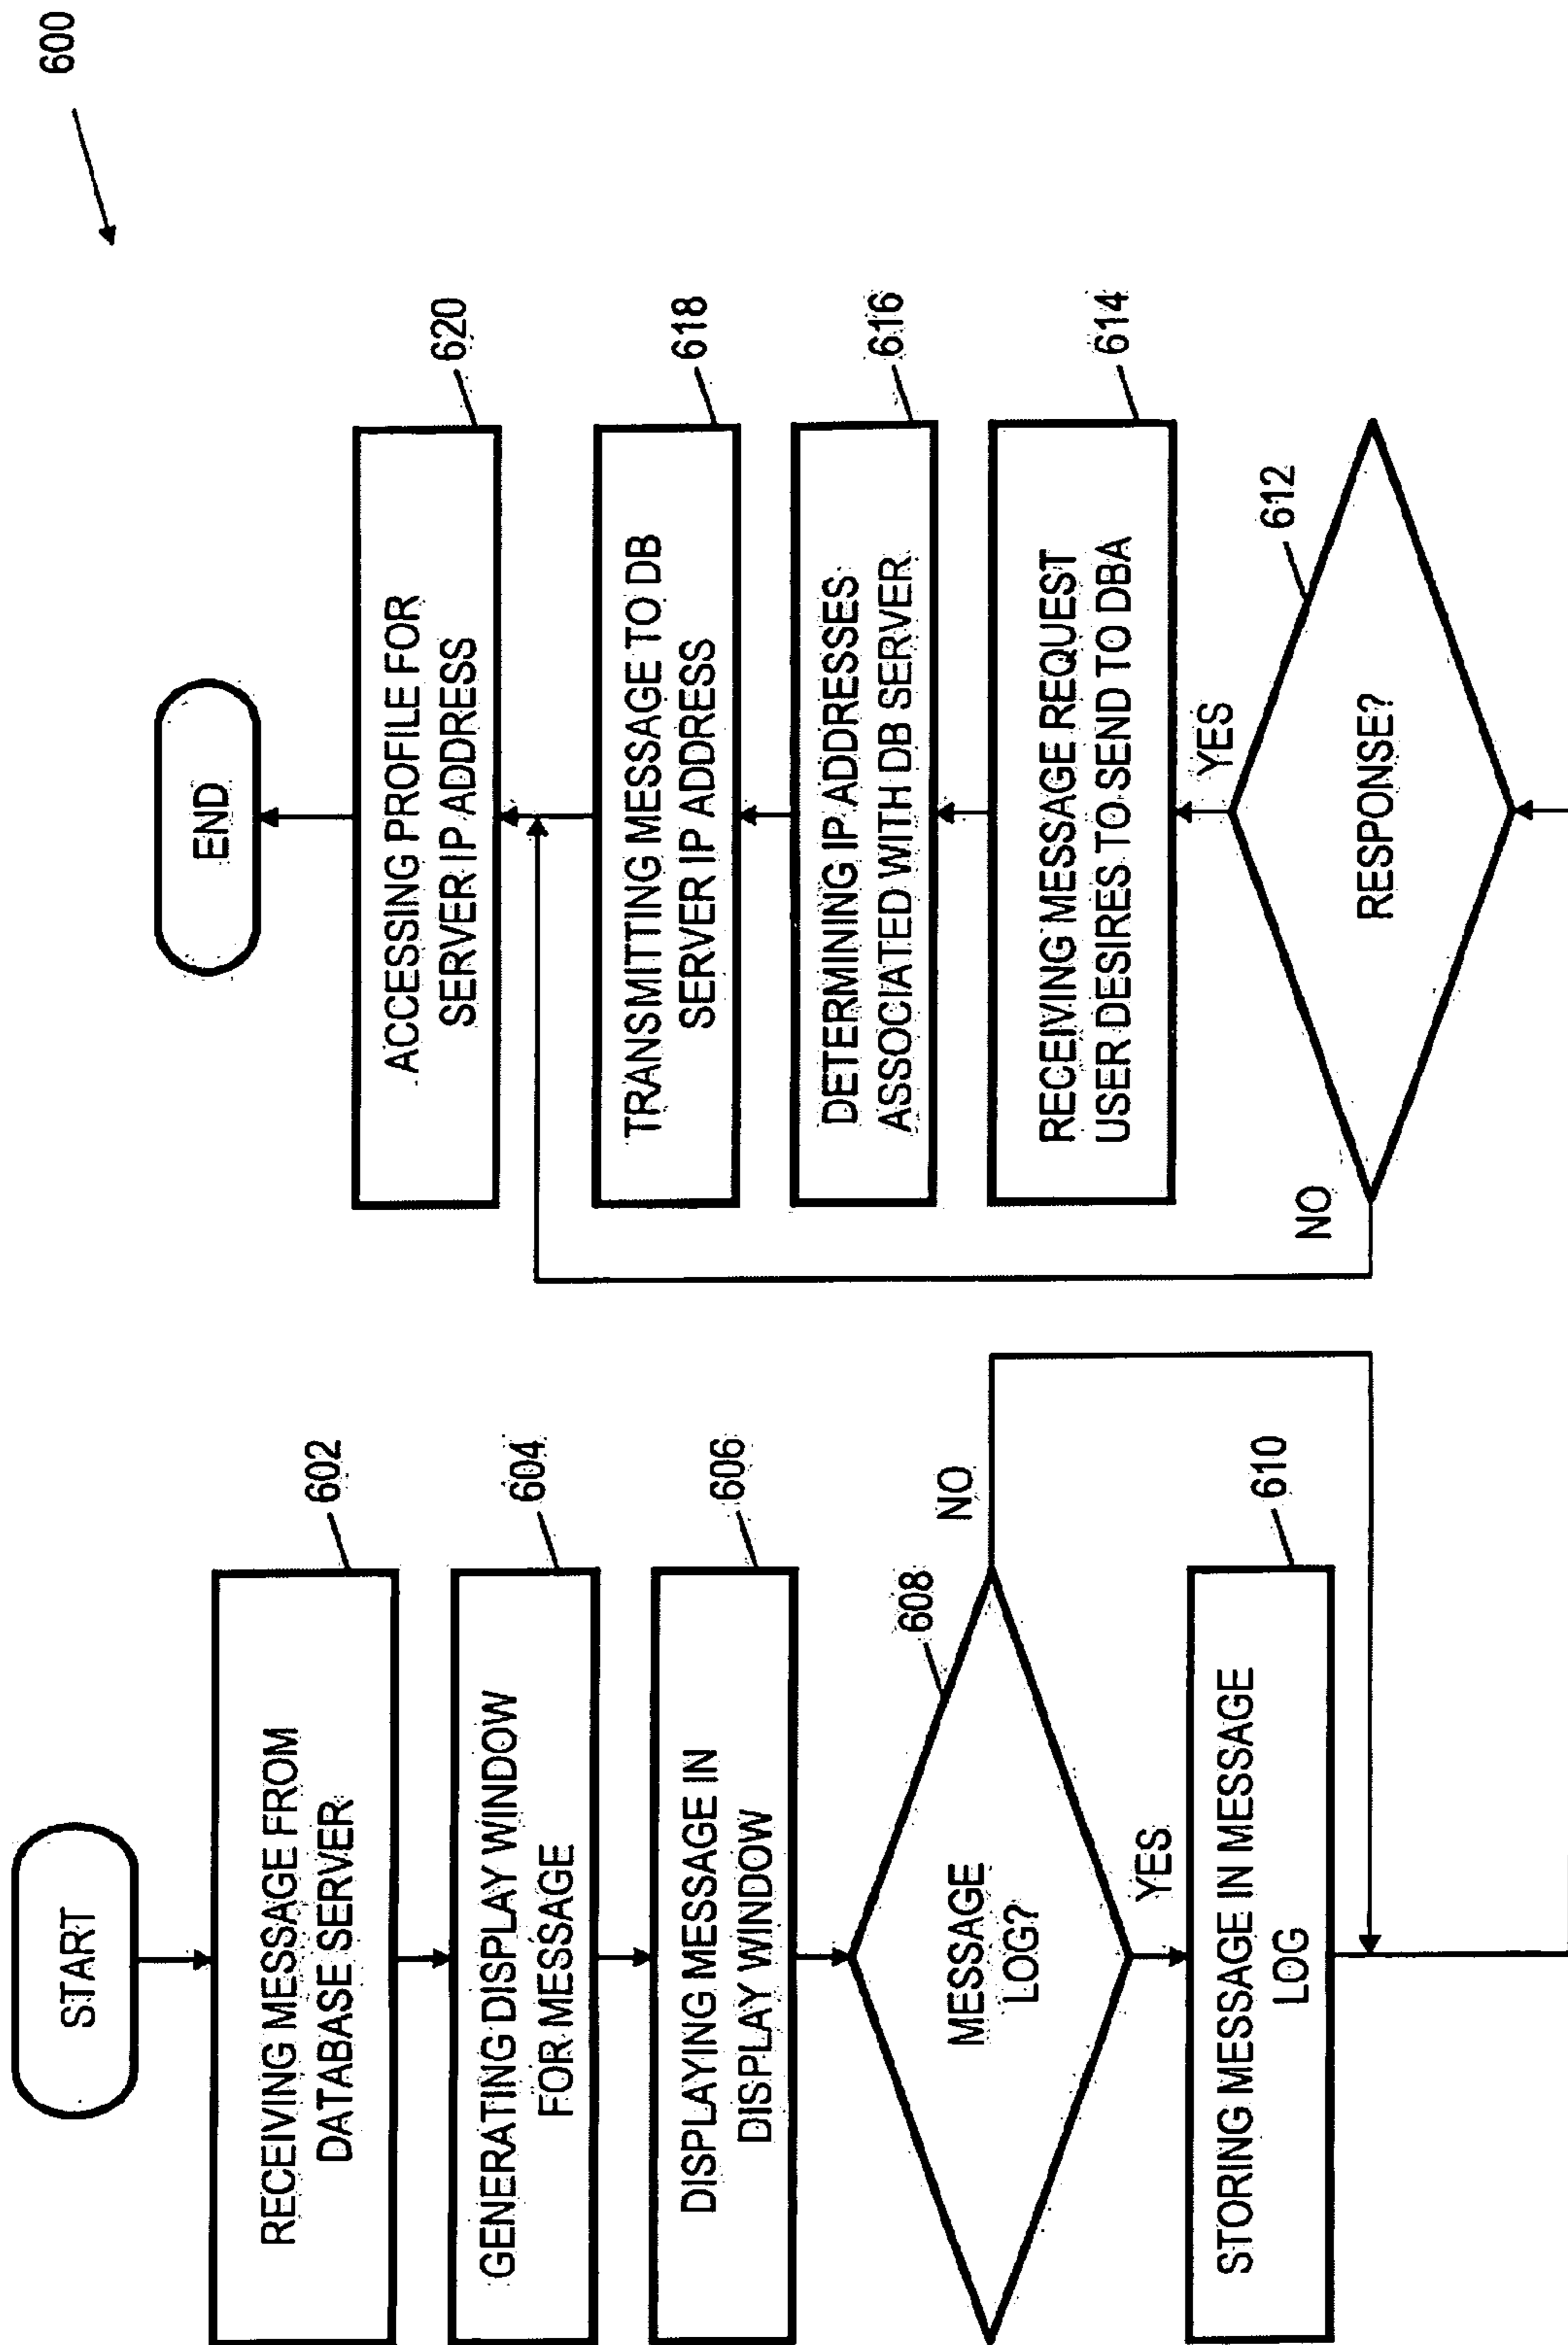 600
START
RECEIVING MESSAGE FROM
DATABASE SERVER
602
GENERATING DISPLAY WINDOW
FOR MESSAGE
604
DISPLAYING MESSAGE IN
DISPLAY WINDOW
606
MESSAGE
LOG?
608
NO
YES
STORING MESSAGE IN MESSAGE
LOG
610
RESPONSE?
612
NO
YES
RECEIVING MESSAGE REQUEST
USER DESIRES TO SEND TO DBA
614
DETERMINING IP ADDRESSES
ASSOCIATED WITH DB SERVER
616
TRANSMITTING MESSAGE TO DB
SERVER IP ADDRESS
618
ACCESSING PROFILE FOR
SERVER IP ADDRESS
620
END